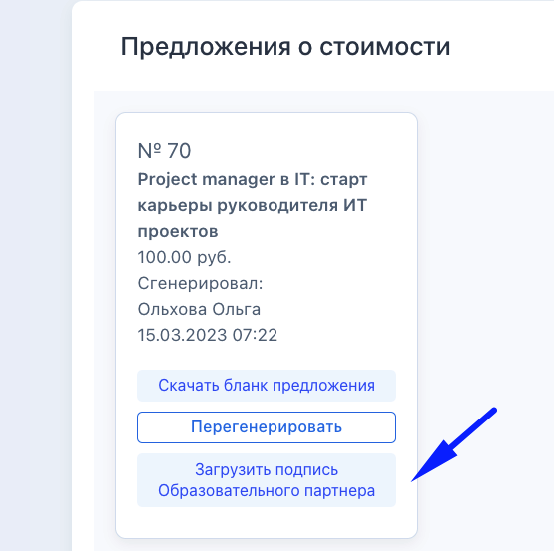 Предложения о стоимости
№ 70
Project manager в IT: старт
карьеры руководителя ИТ
проектов
100.00 руб.
Сгенерировал:
Ольхова Ольга
15.03.2023 07:22
Скачать бланк предложения
Перегенерировать
Загрузить подпись
Образовательного партнера